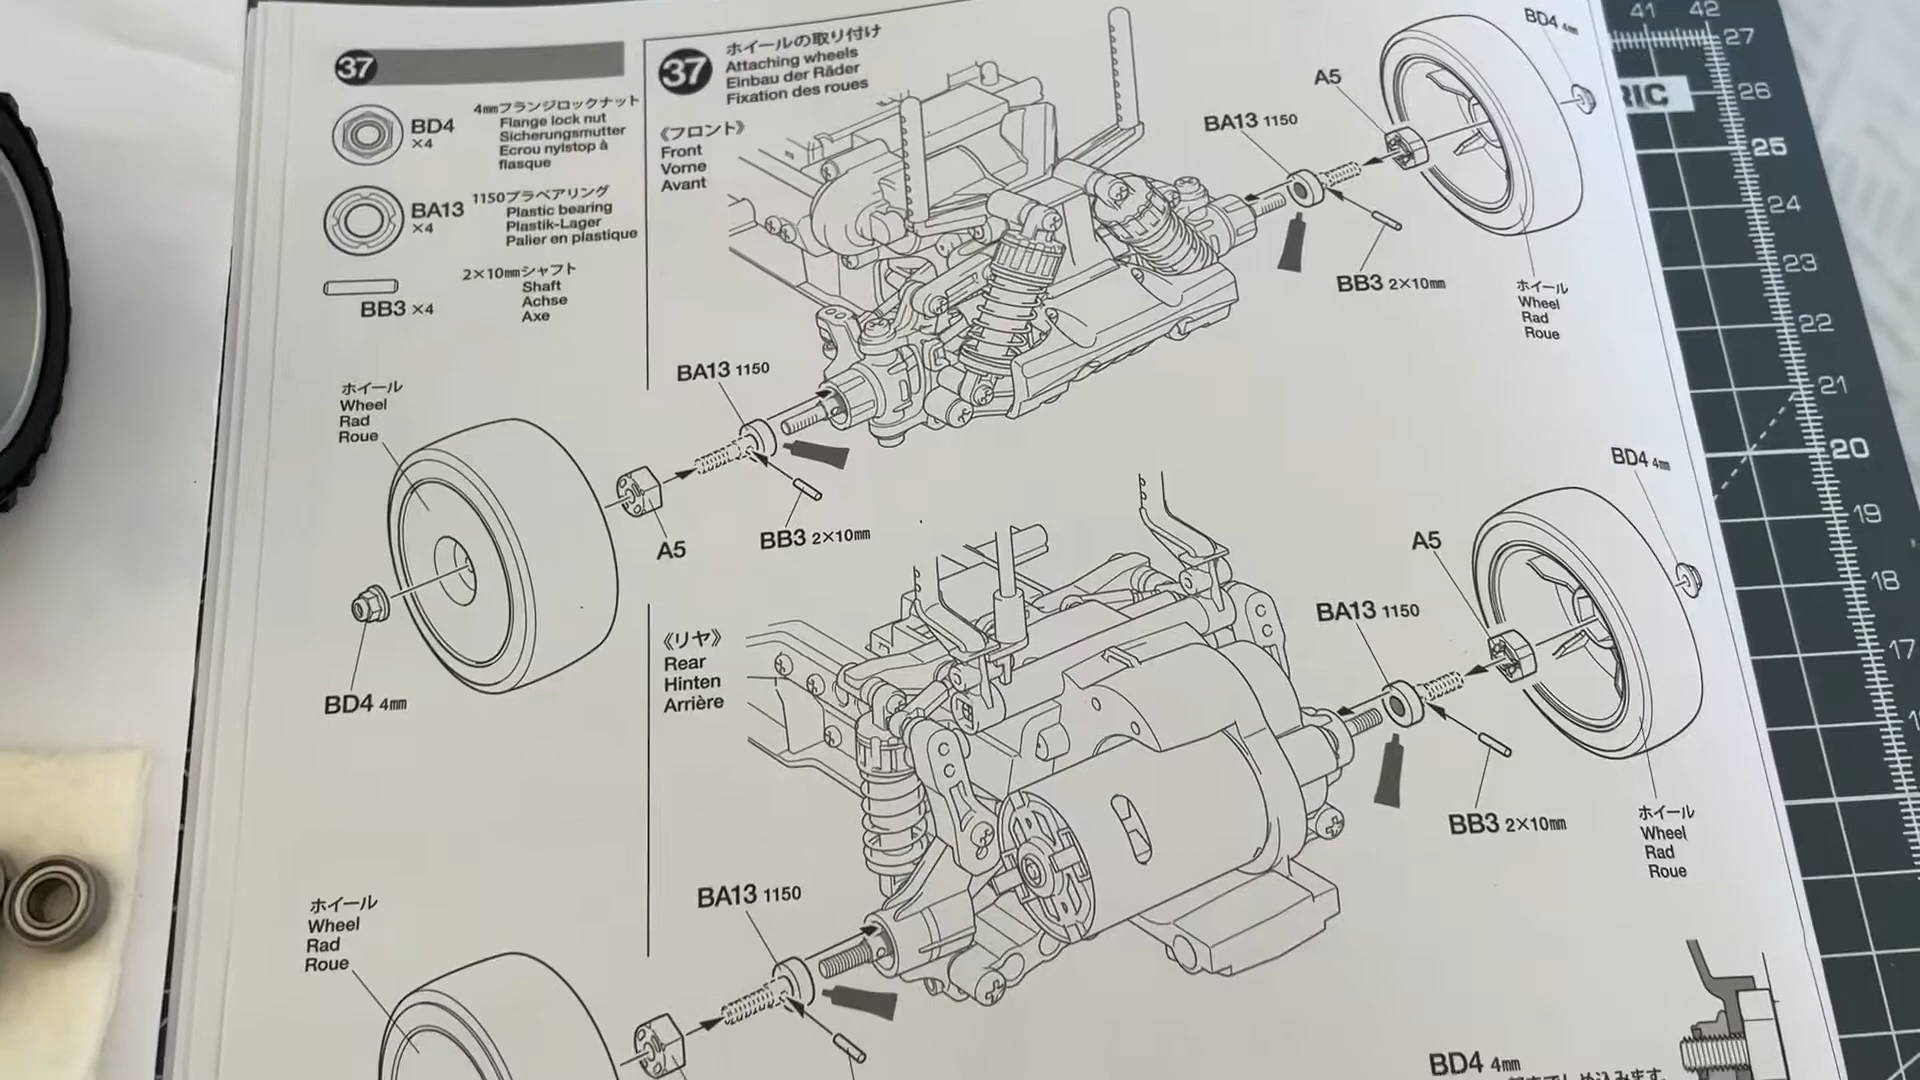 37
BD4
×4
4mmフランジロックナット
Flange lock nut
Sicherungsmutter
Ecrou nylstop à
flasque
BA13
×4
1150プラベアリング
Plastic bearing
Plastik-Lager
Palier en plastique
BB3 ×4
2×10mmシャフト
Shaft
Achse
Axe
37
ホイールの取り付け
Attaching wheels
Einbau der Räder
Fixation des roues
《フロント》
Front
Vorne
Avant
BD4 4mm
A5
BA13 1150
BB3 2×10mm
ホイール
Wheel
Rad
Roue
BA13 1150
ホイール
Wheel
Rad
Roue
A5
BB3 2×10mm
BD4 4mm
《リヤ》
Rear
Hinten
Arrière
BD4 4mm
A5
BA13 1150
BB3 2×10mm
ホイール
Wheel
Rad
Roue
BA13 1150
ホイール
Wheel
Rad
Roue
BD4 4mm
41
42
27
RIC
26
25
24
23
22
21
20
19
18
17